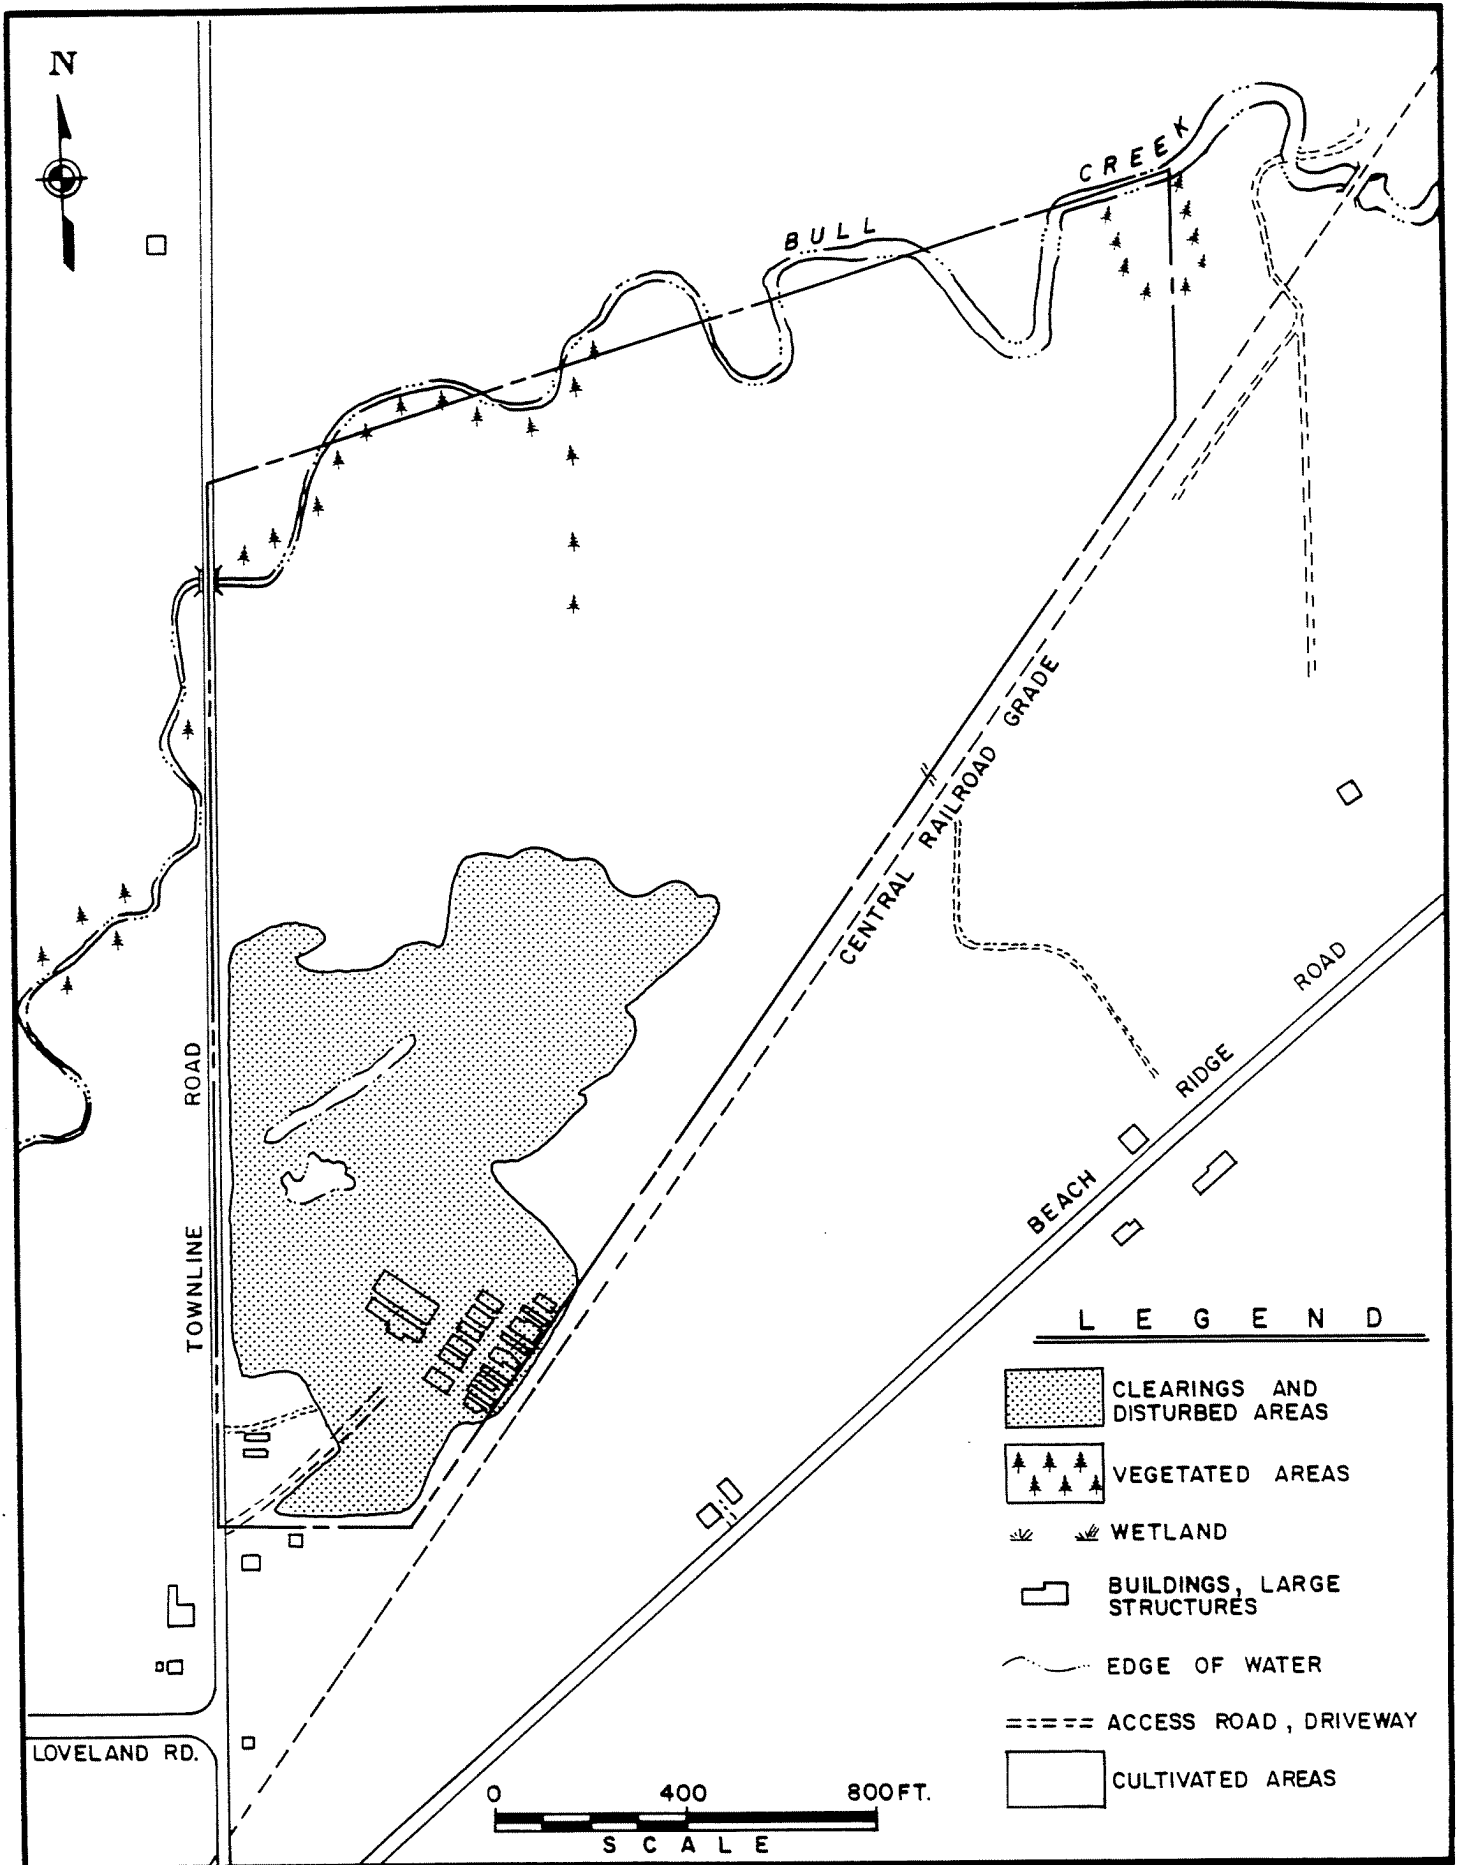 N
BULL CREEK
CENTRAL RAILROAD GRADE
TOWNLINE ROAD
BEACH RIDGE ROAD
LOVELAND RD.
LEGEND
CLEARINGS AND
DISTURBED AREAS
VEGETATED AREAS
WETLAND
BUILDINGS, LARGE
STRUCTURES
EDGE OF WATER
ACCESS ROAD, DRIVEWAY
CULTIVATED AREAS
0 400 800 FT.
SCALE